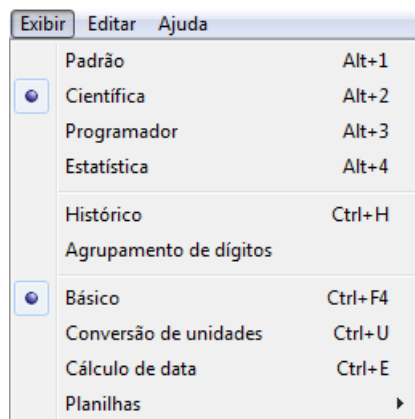 Exibir Editar Ajuda
Padrão Alt+1
Científica Alt+2
Programador Alt+3
Estatística Alt+4
Histórico Ctrl+H
Agrupamento de dígitos
Básico Ctrl+F4
Conversão de unidades Ctrl+U
Cálculo de data Ctrl+E
Planilhas